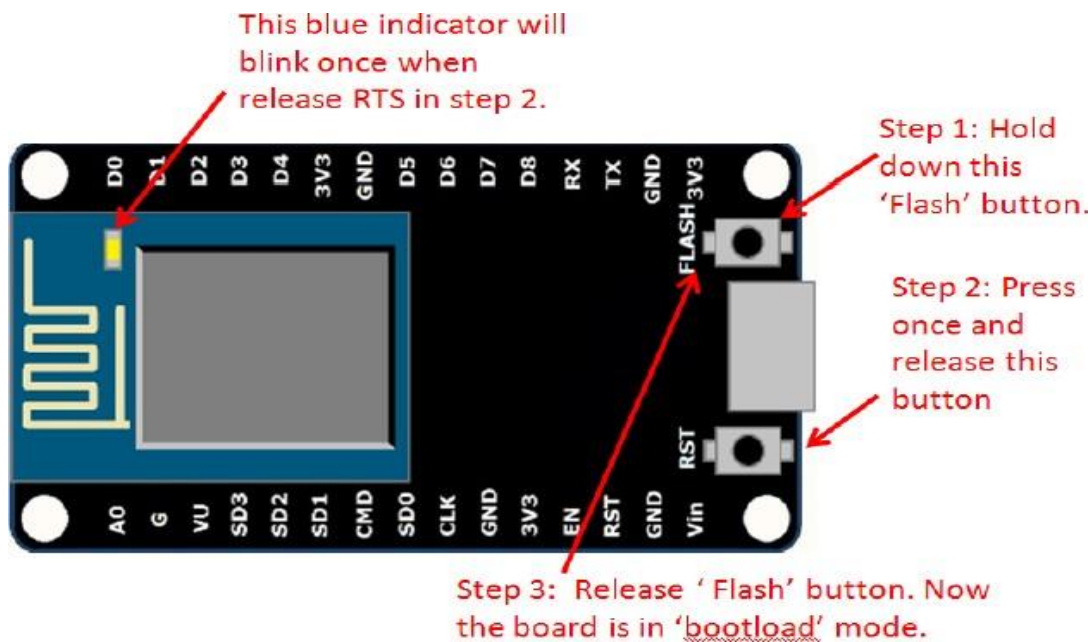 This blue indicator will
blink once when
release RTS in step 2.
Step 1: Hold
down this
‘Flash’ button.
D0 D1 D2 D3 D4 3V3 GND D5 D6 D7 D8 RX TX GND 3V3
FLASH
Step 2: Press
once and
release this
button
RST
A0 G VU SD3 SD2 SD1 CMD SD0 CLK GND 3V3 EN RST GND Vin
Step 3: Release ‘ Flash’ button. Now
the board is in ‘bootload’ mode.